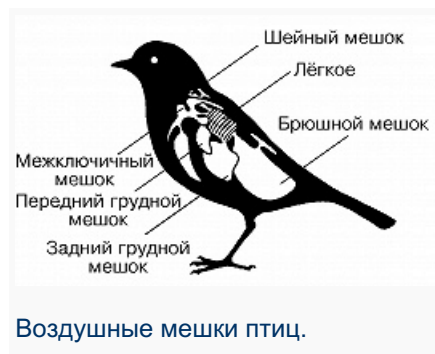 Шейный мешок
Лёгкое
Брюшной мешок
Межключичный
мешок
Передний грудной
мешок
Задний грудной
мешок
Воздушные мешки птиц.